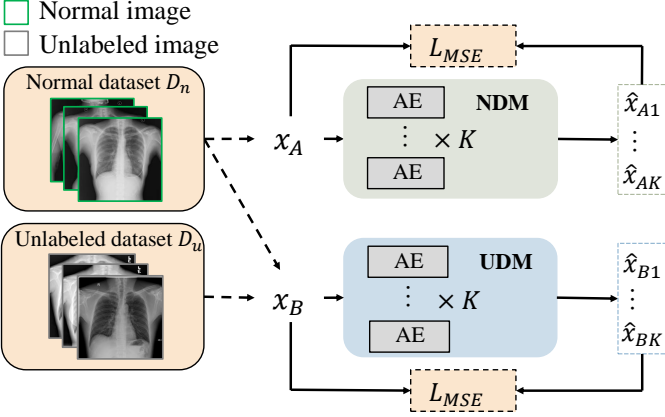 Normal image
Unlabeled image
Normal dataset D_n
x_A
L_MSE
AE
NDM
⋮ × K
AE
x̂_A1
⋮
x̂_AK
Unlabeled dataset D_u
x_B
AE
UDM
⋮ × K
AE
x̂_B1
⋮
x̂_BK
L_MSE